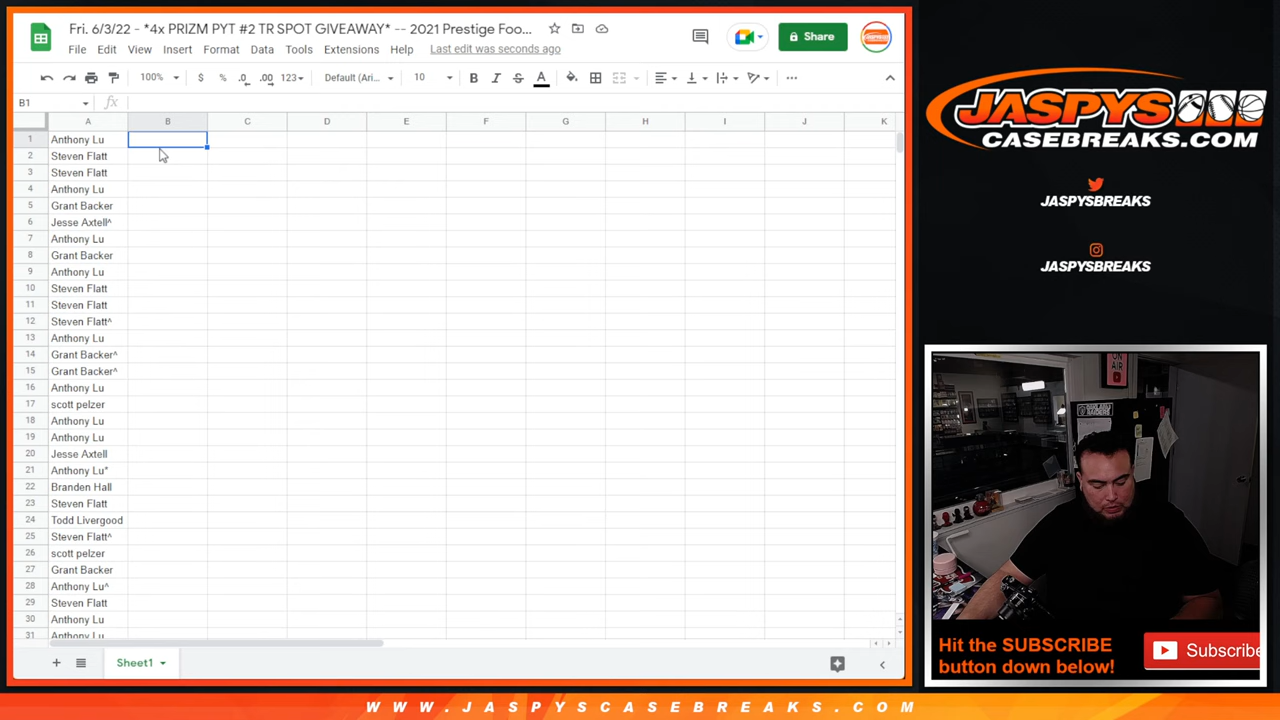 Fri. 6/3/22 - *4x PRIZM PYT #2 TR SPOT GIVEAWAY* -- 2021 Prestige Foo...
File Edit View Insert Format Data Tools Extensions Help Last edit was seconds ago
Share
100% $ % .0 .00 123 Default (Ari... 10 B I S A
B1 fx
A B C D E F G H I J K
1 Anthony Lu
2 Steven Flatt
3 Steven Flatt
4 Anthony Lu
5 Grant Backer
6 Jesse Axtell^
7 Anthony Lu
8 Grant Backer
9 Anthony Lu
10 Steven Flatt
11 Steven Flatt
12 Steven Flatt^
13 Anthony Lu
14 Grant Backer^
15 Grant Backer^
16 Anthony Lu
17 scott pelzer
18 Anthony Lu
19 Anthony Lu
20 Jesse Axtell
21 Anthony Lu*
22 Branden Hall
23 Steven Flatt
24 Todd Livergood
25 Steven Flatt^
26 scott pelzer
27 Grant Backer
28 Anthony Lu^
29 Steven Flatt
30 Anthony Lu
31 Anthony Lu
Sheet1
JASPYS
CASEBREAKS.COM
JASPYSBREAKS
JASPYSBREAKS
ON AIR
Hit the SUBSCRIBE
button down below!
Subscribe
WWW.JASPYSCASEBREAKS.COM